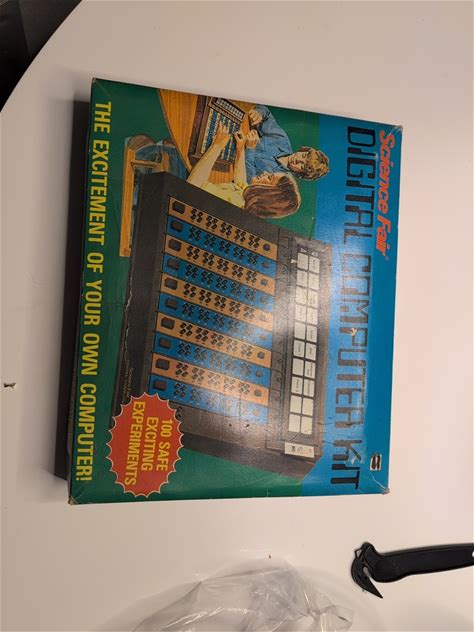 Science Fair
DIGITAL COMPUTER KIT
100 SAFE
EXCITING
EXPERIMENTS
THE EXCITEMENT OF YOUR OWN COMPUTER!